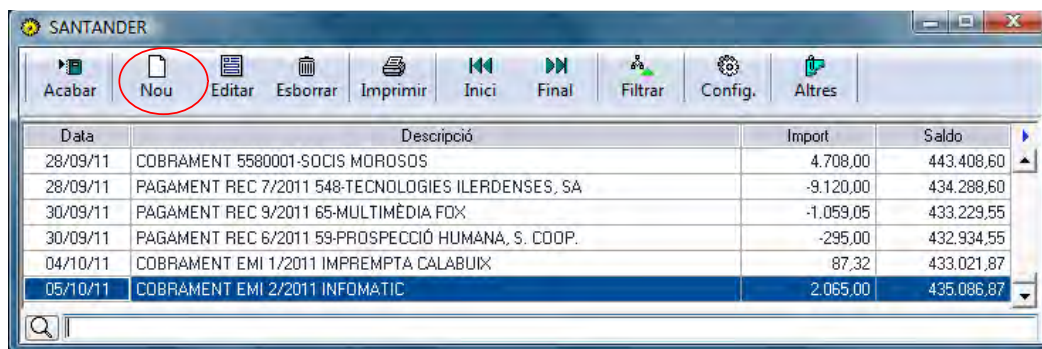 SANTANDER
Acabar Nou Editar Esborrar Imprimir Inici Final Filtrar Config. Altres
Data Descripció Import Saldo
28/09/11 COBRAMENT 5580001-SOCIS MOROSOS 4.708,00 443.408,60
28/09/11 PAGAMENT REC 7/2011 548-TECNOLOGIES ILERDENSES, SA -9.120,00 434.288,60
30/09/11 PAGAMENT REC 9/2011 65-MULTIMÈDIA FOX -1.059,05 433.229,55
30/09/11 PAGAMENT REC 6/2011 59-PROSPECCIÓ HUMANA, S. COOP. -295,00 432.934,55
04/10/11 COBRAMENT EMI 1/2011 IMPREMPTA CALABUIX 87,32 433.021,87
05/10/11 COBRAMENT EMI 2/2011 INFOMATIC 2.065,00 435.086,87